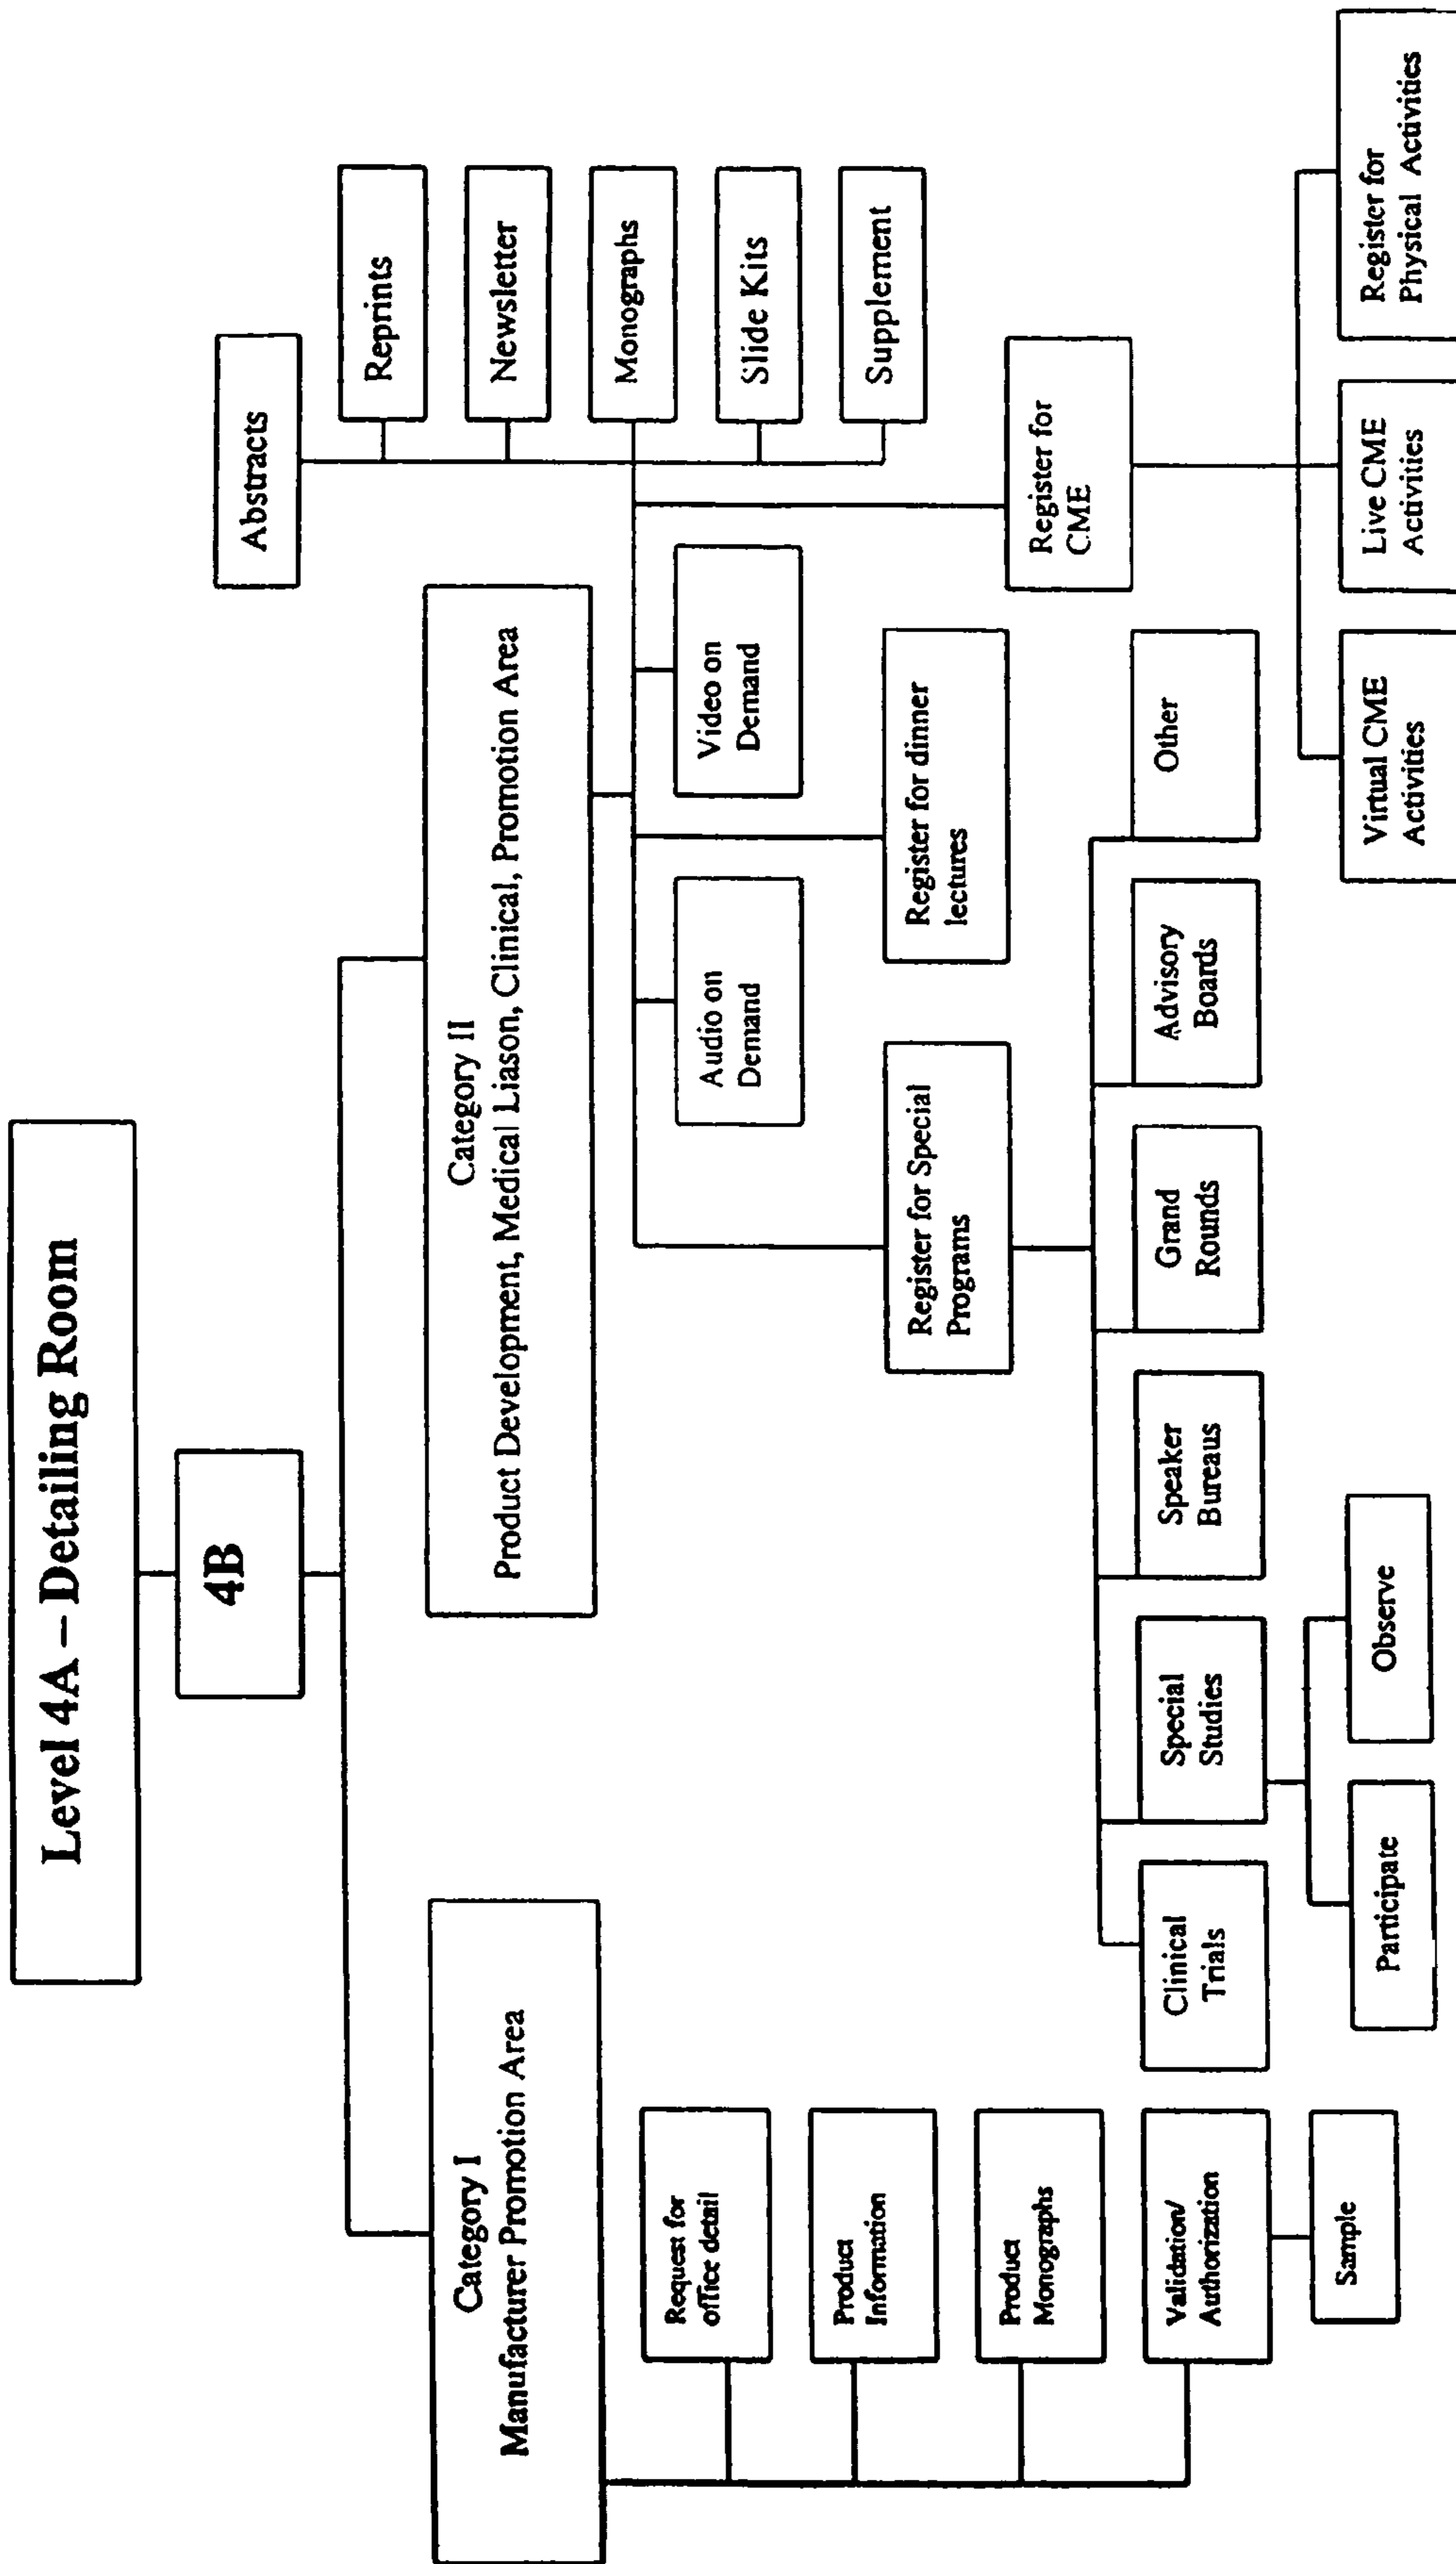 Level 4A – Detailing Room
4B
Category I
Manufacturer Promotion Area
Request for
office detail
Product
Information
Product
Monographs
Validation/
Authorization
Sample
Category II
Product Development, Medical Liason, Clinical, Promotion Area
Abstracts
Reprints
Newsletter
Monographs
Slide Kits
Supplement
Audio on
Demand
Video on
Demand
Register for Special
Programs
Register for dinner
lectures
Register for
CME
Clinical
Trials
Special
Studies
Speaker
Bureaus
Grand
Rounds
Advisory
Boards
Other
Participate
Observe
Virtual CME
Activities
Live CME
Activities
Register for
Physical Activities